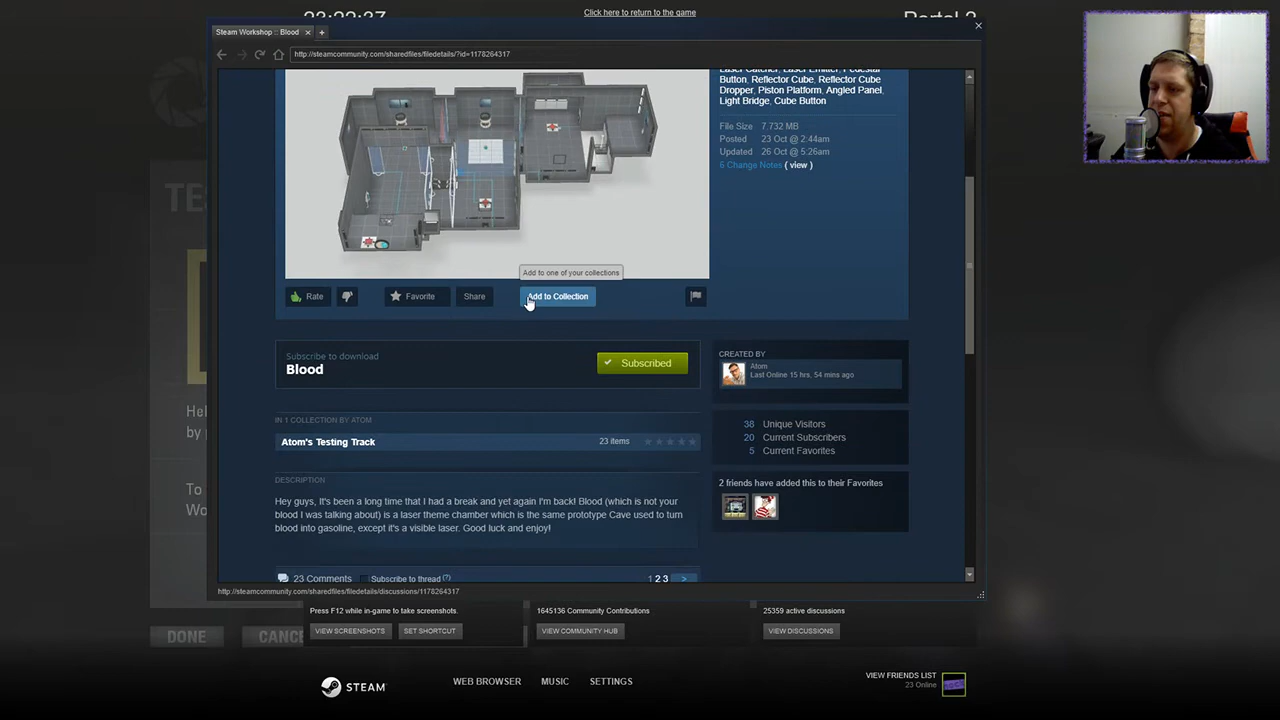 23:22:37
Click here to return to the game
Portal 2
Steam Workshop :: Blood
http://steamcommunity.com/sharedfiles/filedetails/?id=1178264317
Laser Catcher, Laser Emitter, Pedestal
Button, Reflector Cube, Reflector Cube
Dropper, Piston Platform, Angled Panel,
Light Bridge, Cube Button
File Size 7.732 MB
Posted 23 Oct @ 2:44am
Updated 26 Oct @ 5:26am
6 Change Notes ( view )
TE
Add to one of your collections
Rate
Favorite
Share
Add to Collection
Subscribe to download
Blood
Subscribed
CREATED BY
Atom
Last Online 15 hrs, 54 mins ago
Hel
by
IN 1 COLLECTION BY ATOM
Atom's Testing Track
23 items
38 Unique Visitors
20 Current Subscribers
5 Current Favorites
DESCRIPTION
Hey guys, It's been a long time that I had a break and yet again I'm back! Blood (which is not your
blood I was talking about) is a laser theme chamber which is the same prototype Cave used to turn
blood into gasoline, except it's a visible laser. Good luck and enjoy!
2 friends have added this to their Favorites
To
Wo
23 Comments
Subscribe to thread (?)
1 2 3 >
http://steamcommunity.com/sharedfiles/filedetails/discussions/1178264317
Press F12 while in-game to take screenshots.
1645136 Community Contributions
25359 active discussions
DONE
CANC
VIEW SCREENSHOTS
SET SHORTCUT
VIEW COMMUNITY HUB
VIEW DISCUSSIONS
STEAM
WEB BROWSER
MUSIC
SETTINGS
VIEW FRIENDS LIST
23 Online